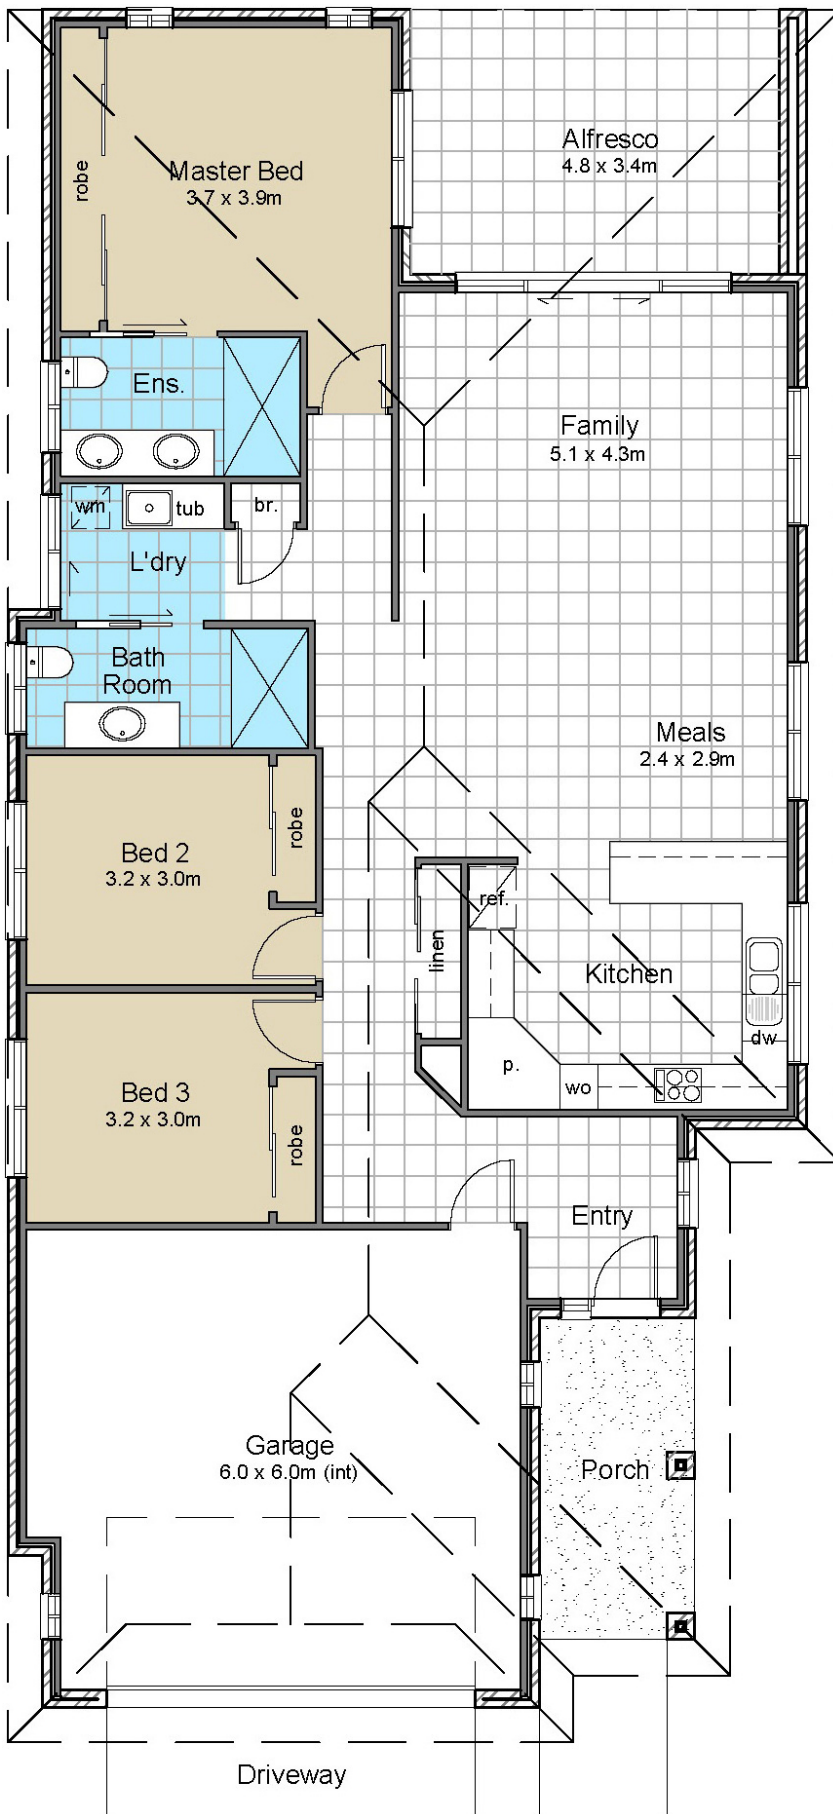 Alfresco
4.8 x 3.4m
robe
Master Bed
3.7 x 3.9m
Ens.
Family
5.1 x 4.3m
wm
tub
br.
L'dry
Bath
Room
Meals
2.4 x 2.9m
Bed 2
3.2 x 3.0m
robe
ref.
linen
Kitchen
dw
p.
wo
Bed 3
3.2 x 3.0m
robe
Entry
Garage
6.0 x 6.0m (int)
Porch
Driveway